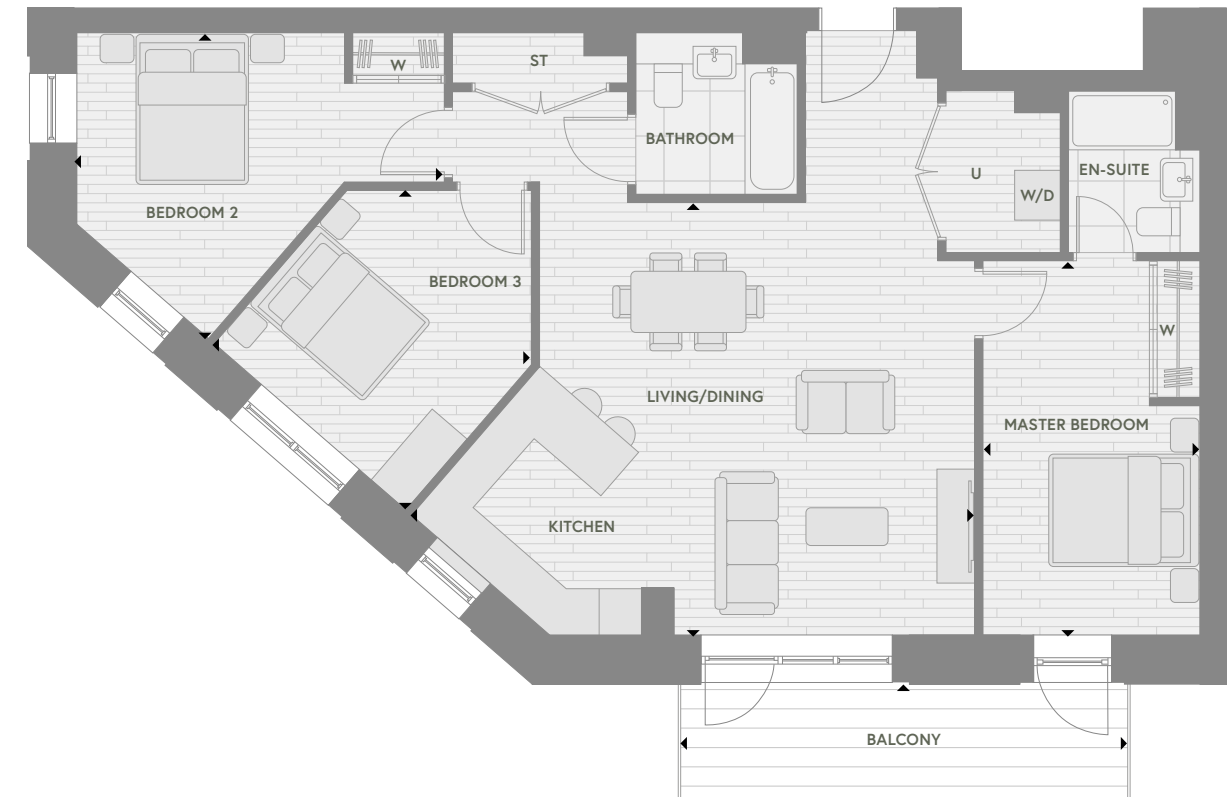 W
ST
BATHROOM
U
W/D
EN-SUITE
BEDROOM 2
BEDROOM 3
W
LIVING/DINING
MASTER BEDROOM
KITCHEN
BALCONY